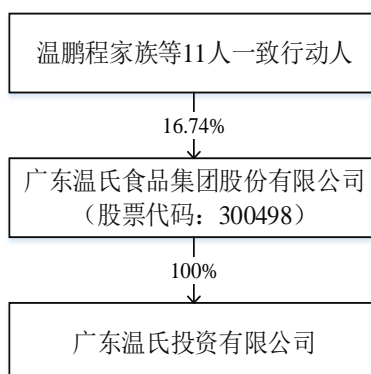 温鹏程家族等11人一致行动人
16.74%
广东温氏食品集团股份有限公司
（股票代码：300498）
100%
广东温氏投资有限公司